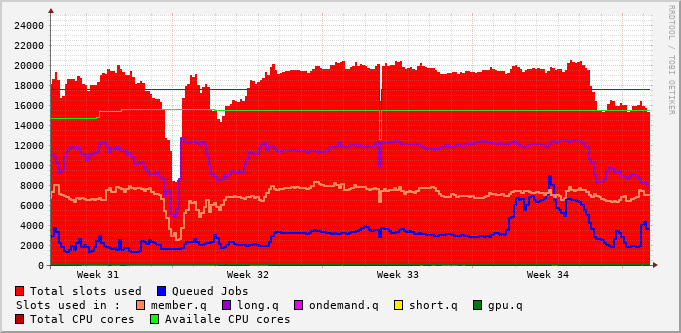 RRDTOOL / TOBI OETIKER
24000
22000
20000
18000
16000
14000
12000
10000
8000
6000
4000
2000
0
Week 31 Week 32 Week 33 Week 34
Total slots used Queued Jobs
Slots used in : member.q long.q ondemand.q short.q gpu.q
Total CPU cores Availale CPU cores